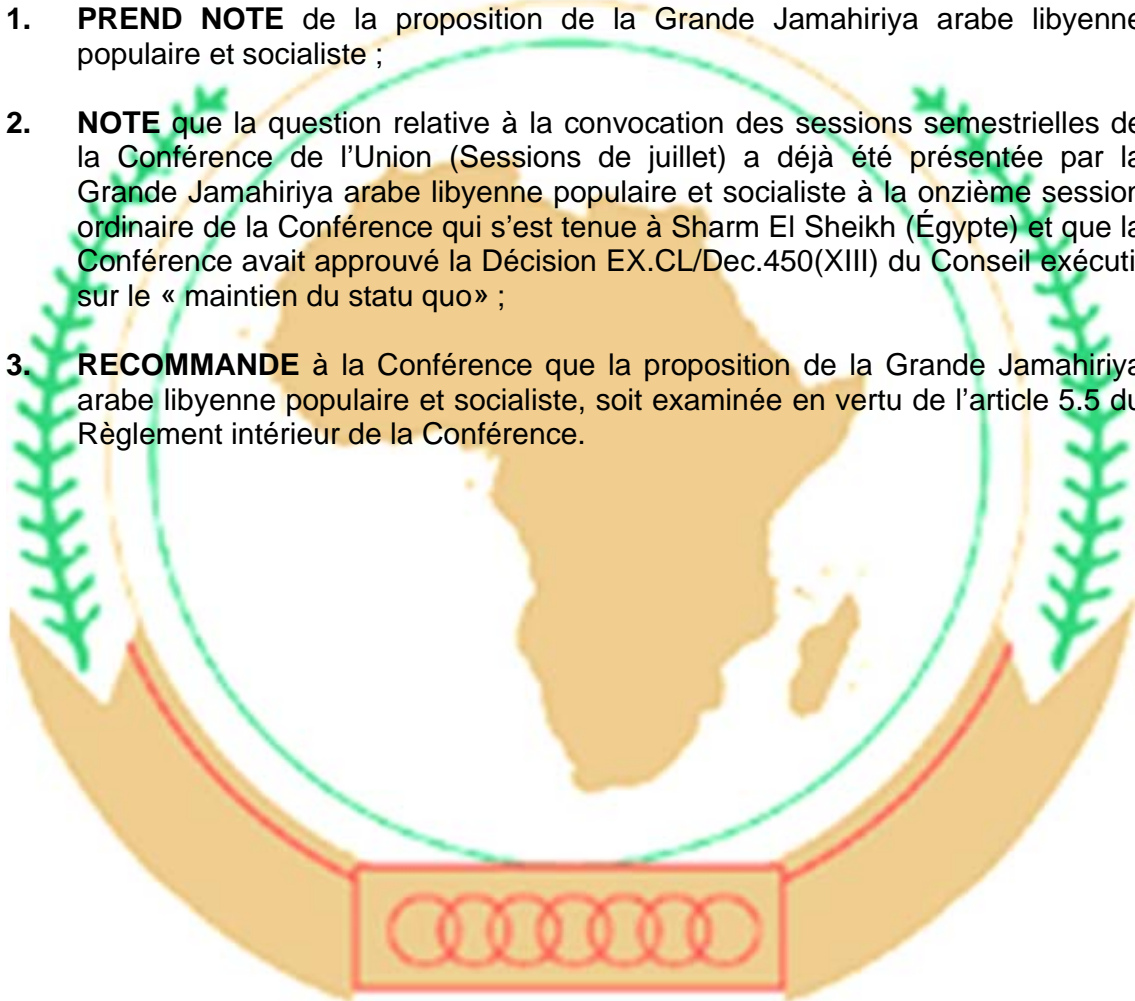 1. PREND NOTE de la proposition de la Grande Jamahiriya arabe libyenne
populaire et socialiste ;
2. NOTE que la question relative à la convocation des sessions semestrielles de
la Conférence de l’Union (Sessions de juillet) a déjà été présentée par la
Grande Jamahiriya arabe libyenne populaire et socialiste à la onzième session
ordinaire de la Conférence qui s’est tenue à Sharm El Sheikh (Égypte) et que la
Conférence avait approuvé la Décision EX.CL/Dec.450(XIII) du Conseil exécuti
sur le « maintien du statu quo» ;
3. RECOMMANDE à la Conférence que la proposition de la Grande Jamahiriya
arabe libyenne populaire et socialiste, soit examinée en vertu de l’article 5.5 du
Règlement intérieur de la Conférence.